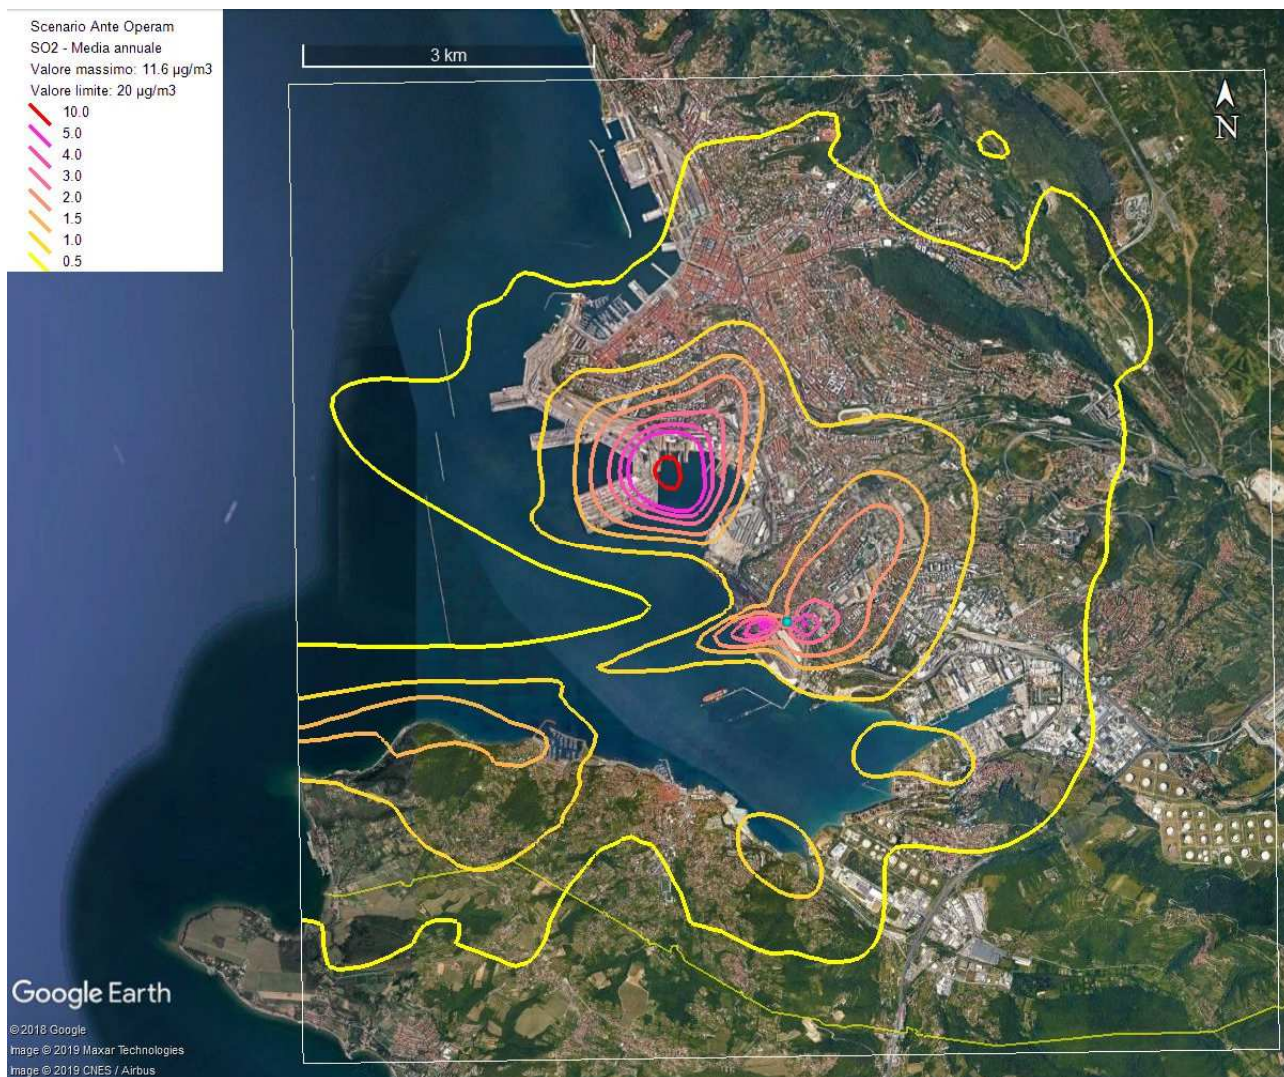 Scenario Ante Operam
SO2 - Media annuale
Valore massimo: 11.6 µg/m3
Valore limite: 20 µg/m3
10.0
5.0
4.0
3.0
2.0
1.5
1.0
0.5
3 km
N
Google Earth
© 2018 Google
Image © 2019 Maxar Technologies
Image © 2019 CNES / Airbus